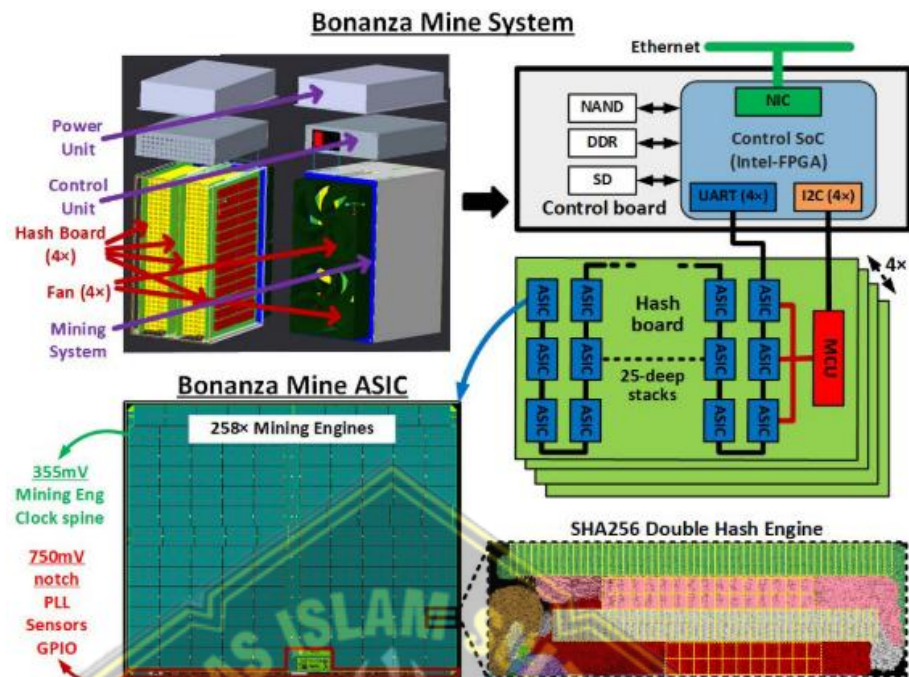 Bonanza Mine System
Power
Unit
Control
Unit
Hash Board
(4×)
Fan (4×)
Mining
System
Ethernet
NIC
NAND
DDR
SD
Control SoC
(Intel-FPGA)
UART (4×)
I2C (4×)
Control board
4×
ASIC
ASIC
ASIC
ASIC
Hash
board
ASIC
ASIC
ASIC
ASIC
25-deep
stacks
MCU
ASIC
ASIC
ASIC
ASIC
Bonanza Mine ASIC
258× Mining Engines
355mV
Mining Eng
Clock spine
750mV
notch
PLL
Sensors
GPIO
SHA256 Double Hash Engine
AS ISLAM S